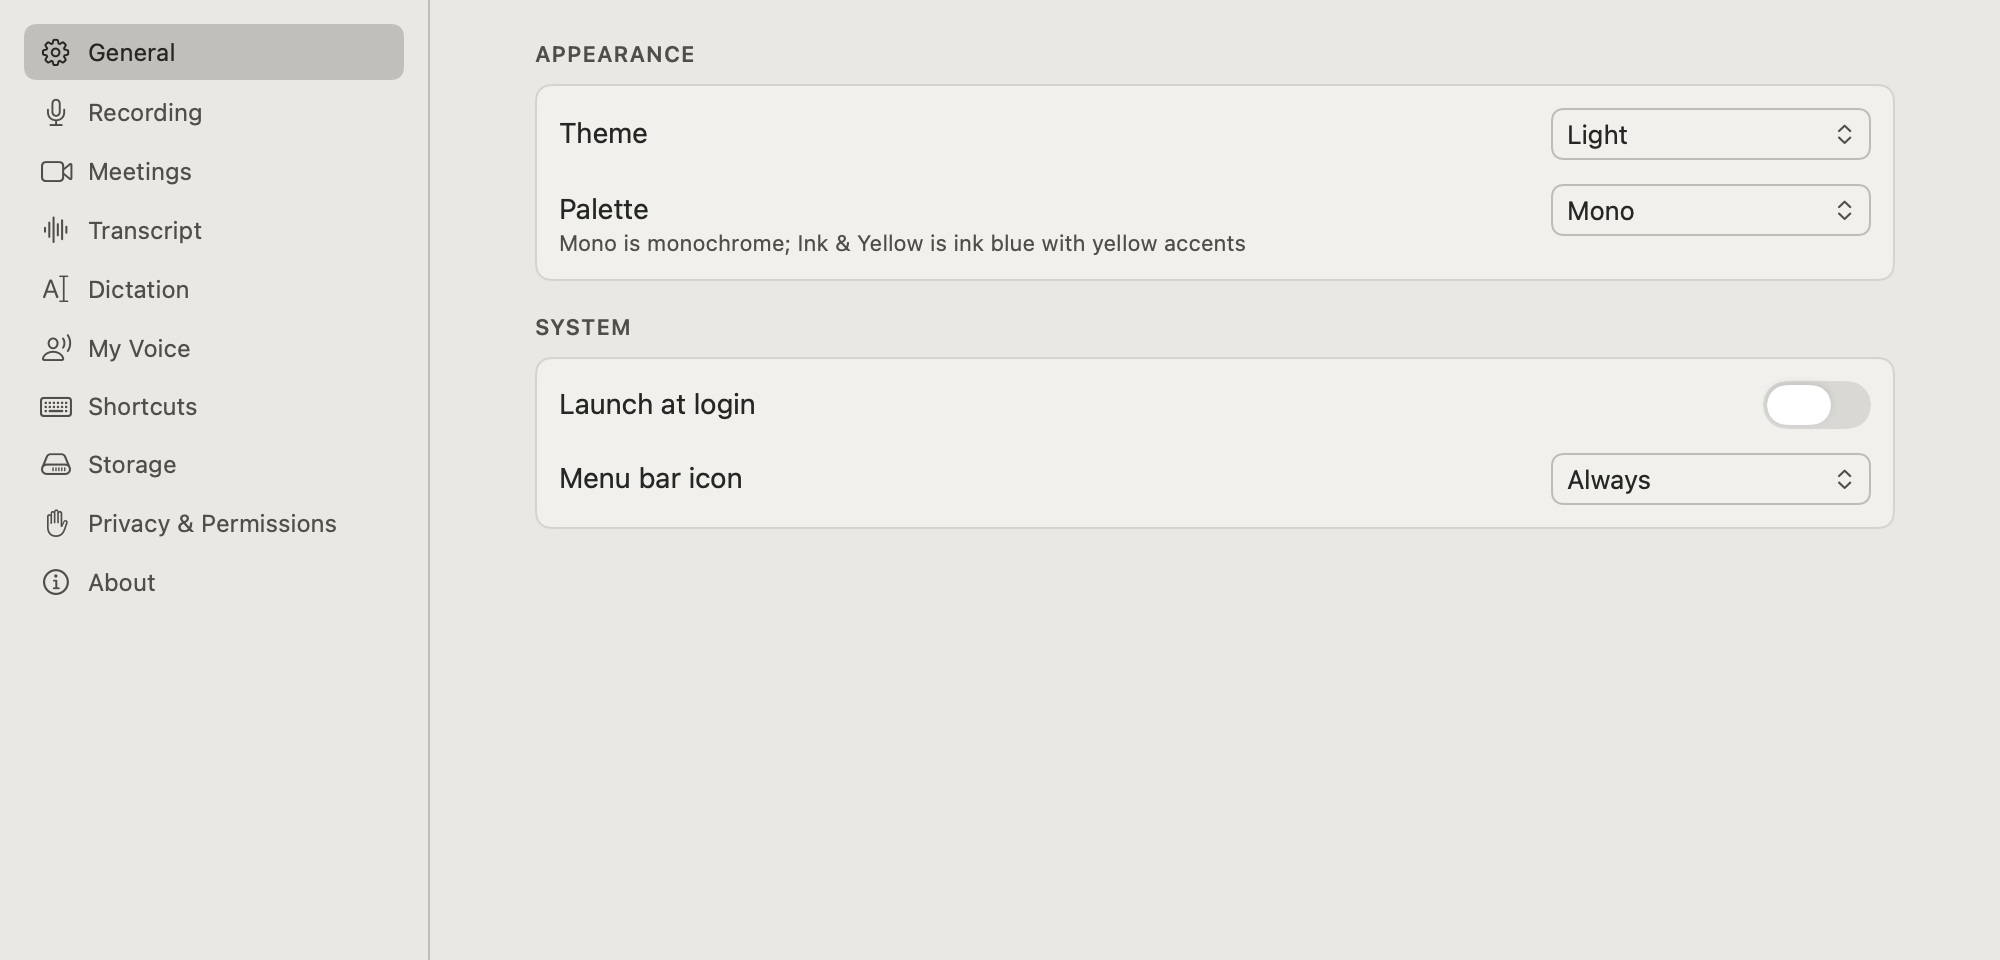 General
Recording
Meetings
Transcript
Dictation
My Voice
Shortcuts
Storage
Privacy & Permissions
About
APPEARANCE
Theme
Light
Palette
Mono
Mono is monochrome; Ink & Yellow is ink blue with yellow accents
SYSTEM
Launch at login
Menu bar icon
Always